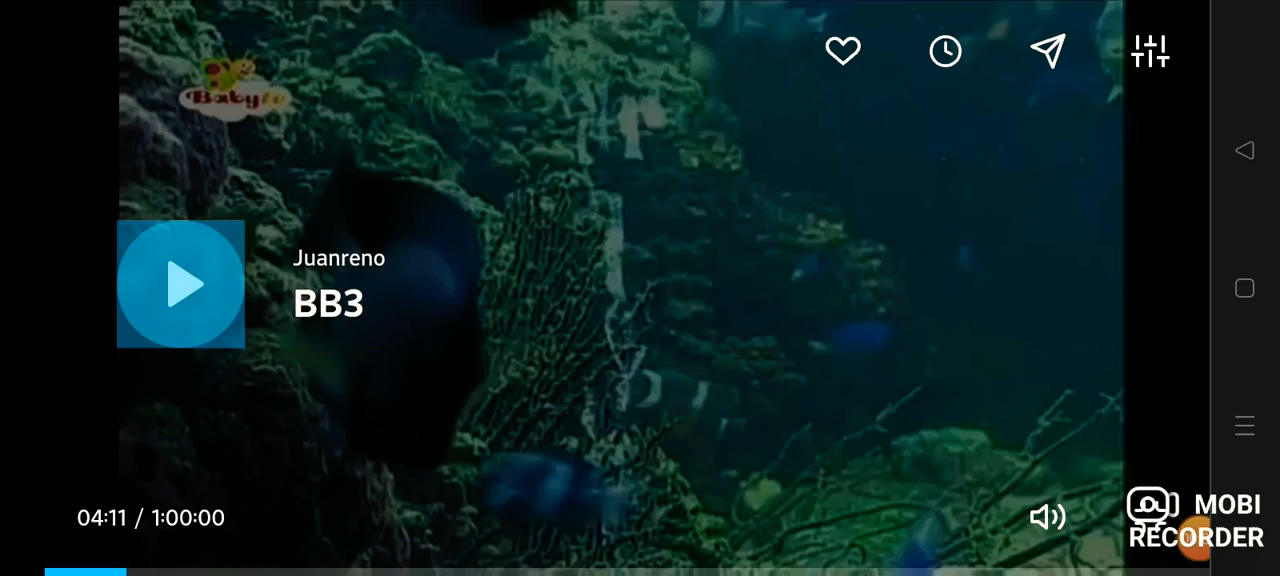 Babytv
Juanreno
BB3
04:11 / 1:00:00
MOBI
RECORDER